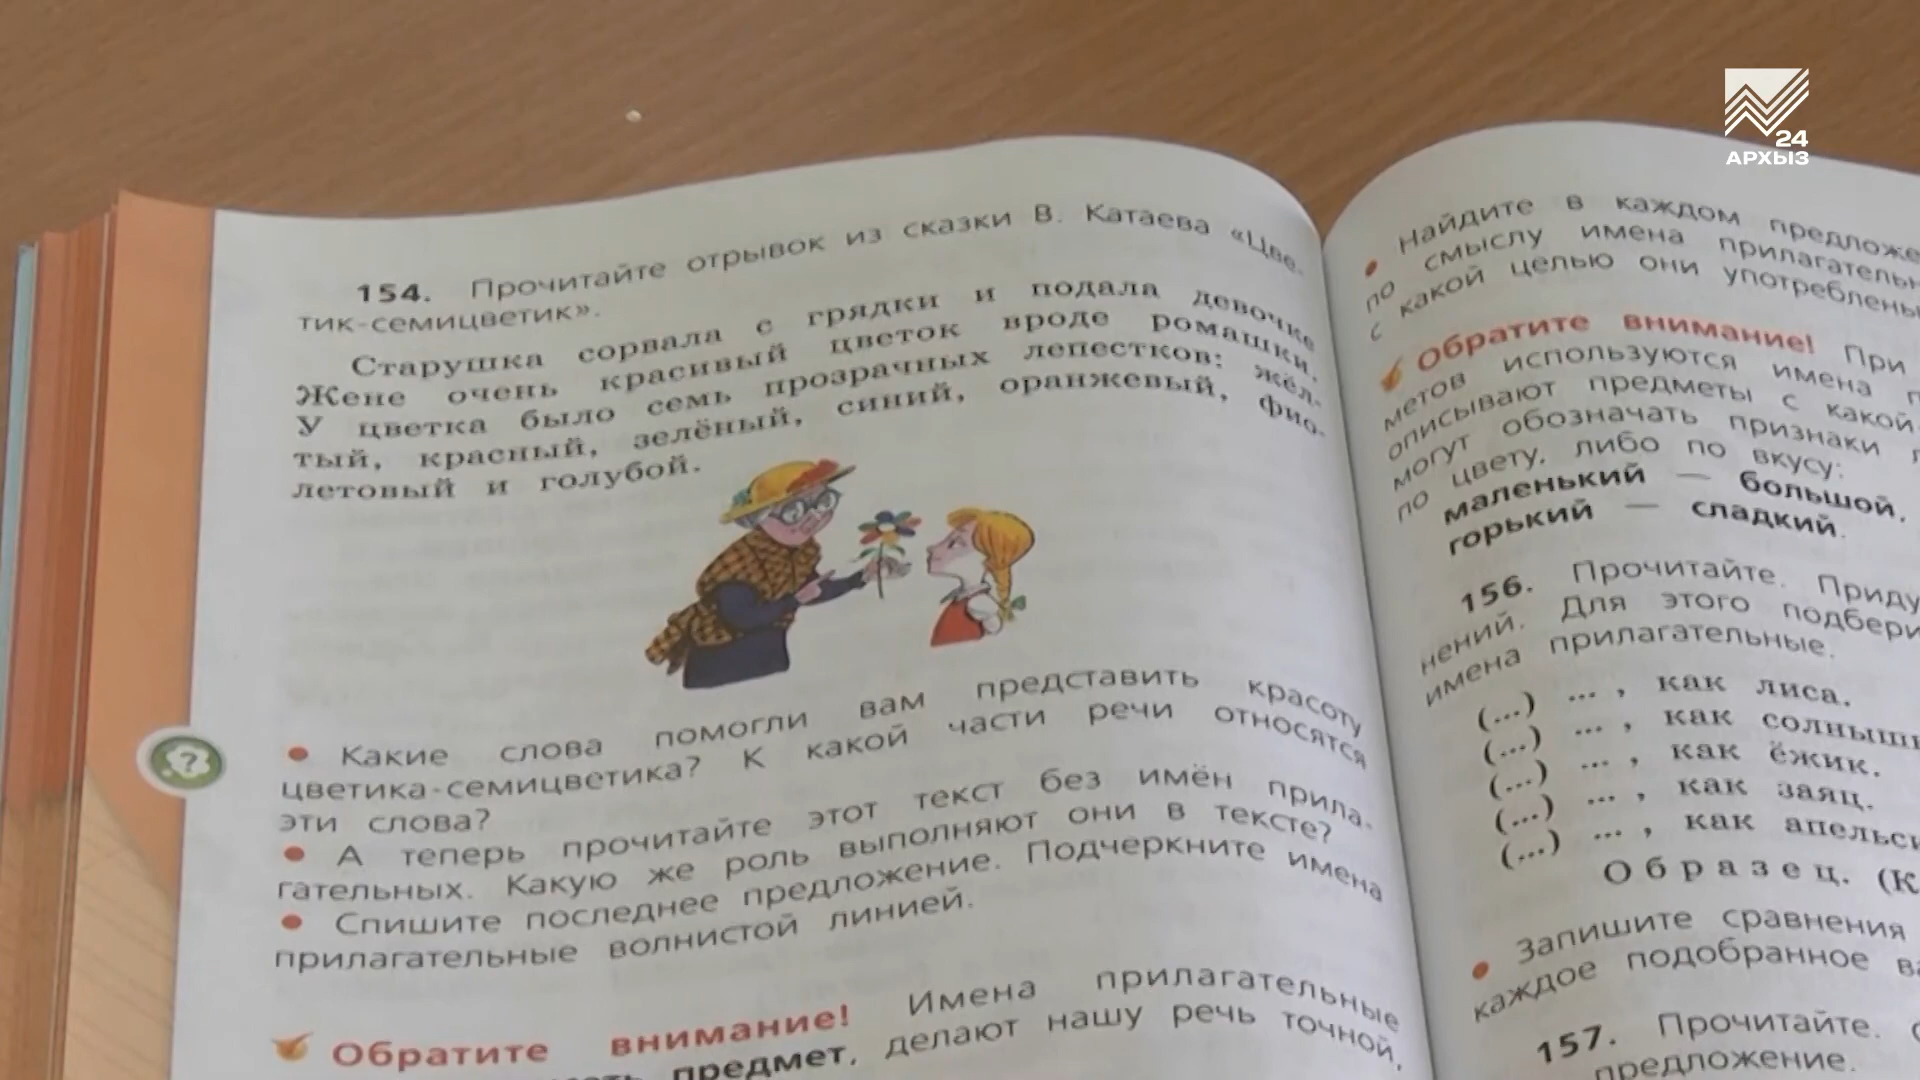 154. Прочитайте отрывок из сказки В. Катаева «Цве-
тик-семицветик».
Старушка сорвала с грядки и подала девочке
Жене очень красивый цветок вроде ромашки.
У цветка было семь прозрачных лепестков: жёл-
тый, красный, зелёный, синий, оранжевый, фио-
летовый и голубой.
?
• Какие слова помогли вам представить красоту
цветика-семицветика? К какой части речи относятся
эти слова?
• А теперь прочитайте этот текст без имён прила-
гательных. Какую же роль выполняют они в тексте?
• Спишите последнее предложение. Подчеркните имена
прилагательные волнистой линией.
Обратите внимание! Имена прилагательные
предмет, делают нашу речь точной,
• Найдите в каждом
по смыслу имена
с какой целью они
Обратите внимание! При
метов используются имена
описывают предметы с какой-
могут обозначать признаки
по цвету, либо по вкусу:
маленький — большой,
горький — сладкий.
156. Прочитайте.
нений. Для этого
имена прилагательные.
(...) ... , как лиса.
(...) ... , как
(...) ... , как ёжик.
(...) ... , как заяц.
(...) ... , как
Образец. (К
• Запишите сравнения
каждое подобранное
157. Прочитайте.
предложение.
24
АРХЫЗ